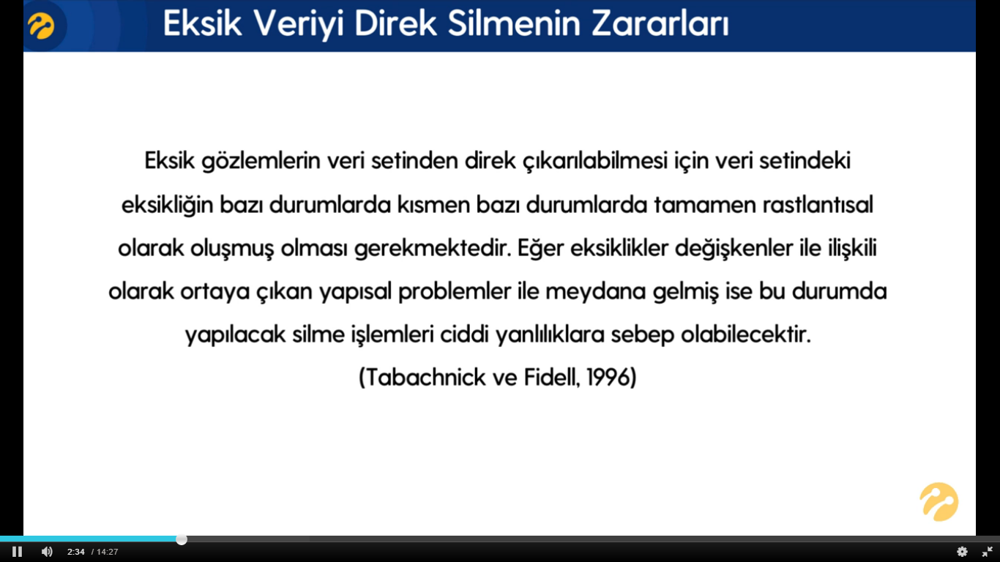 Eksik Veriyi Direk Silmenin Zararları
Eksik gözlemlerin veri setinden direk çıkarılabilmesi için veri setindeki
eksikliğin bazı durumlarda kısmen bazı durumlarda tamamen rastlantısal
olarak oluşmuş olması gerekmektedir. Eğer eksiklikler değişkenler ile ilişkili
olarak ortaya çıkan yapısal problemler ile meydana gelmiş ise bu durumda
yapılacak silme işlemleri ciddi yanlılıklara sebep olabilecektir.
(Tabachnick ve Fidell, 1996)
2:34 / 14:27